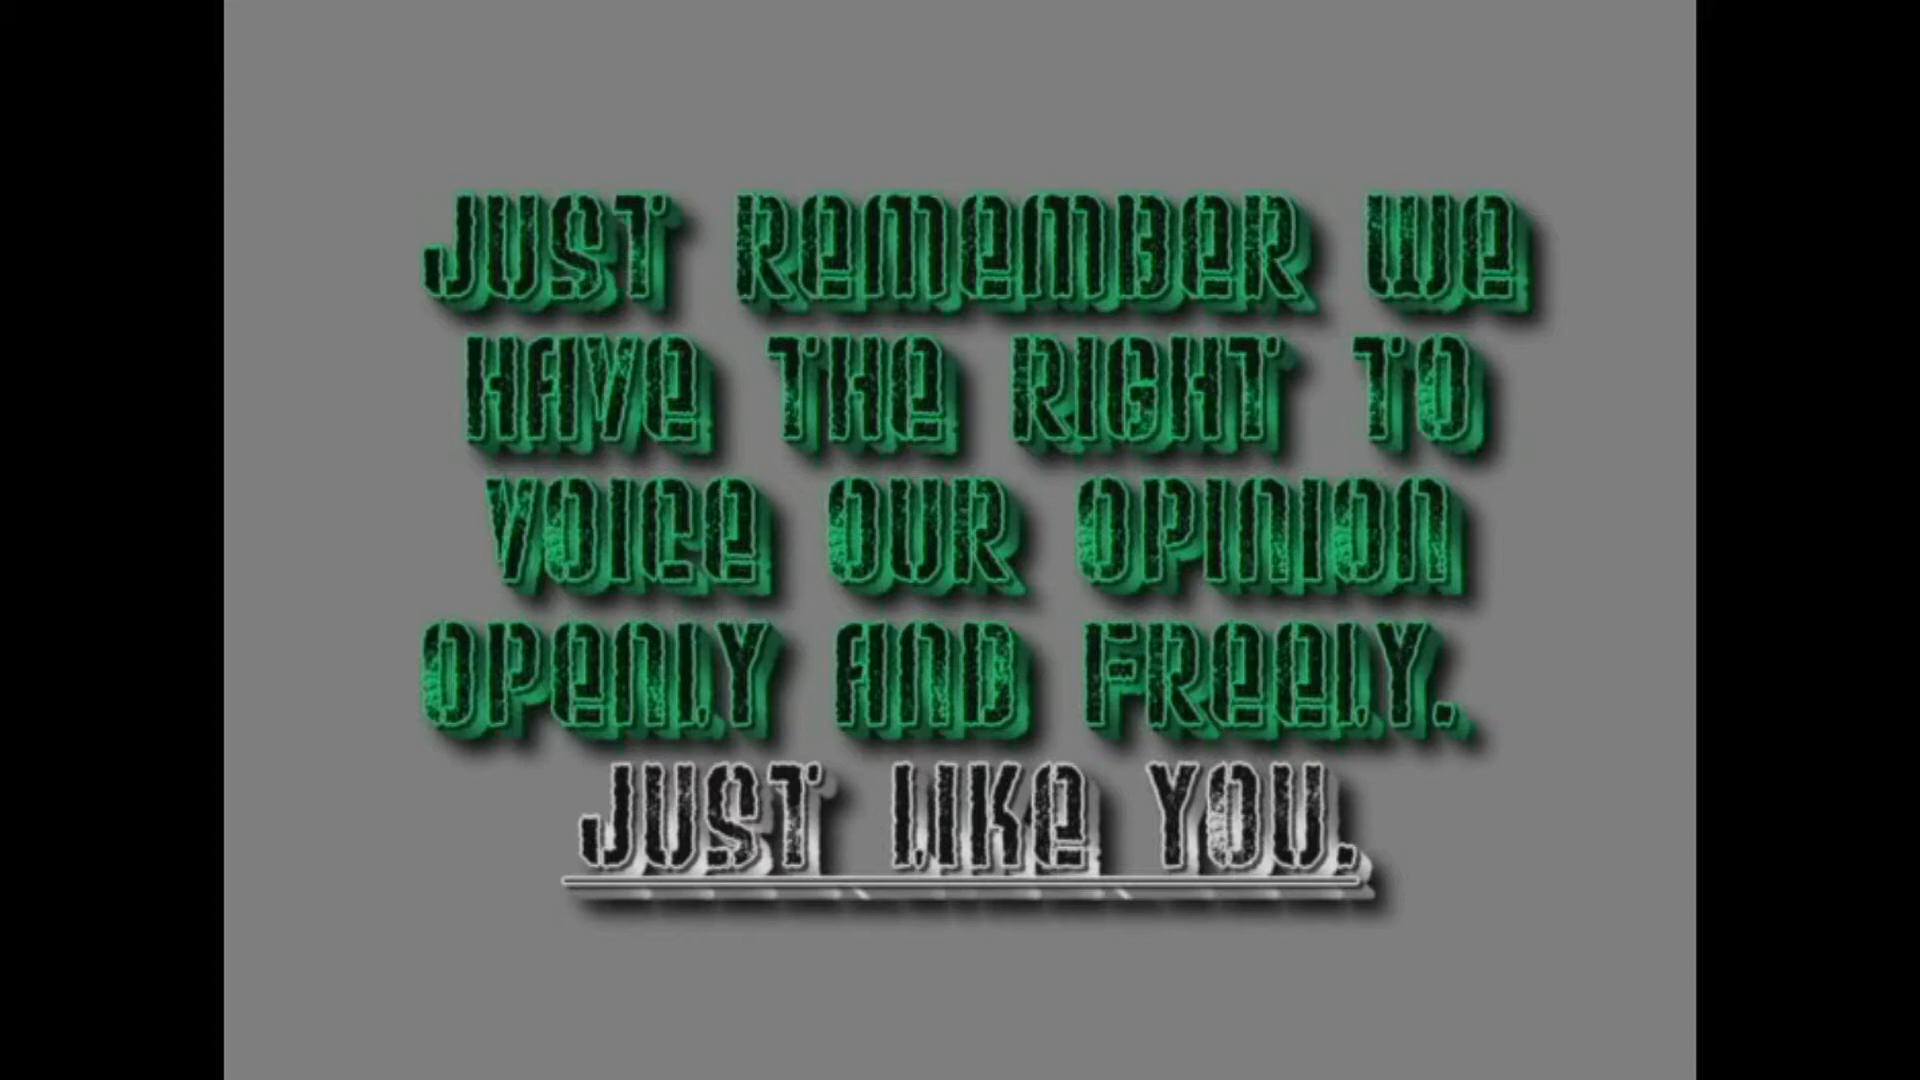 JUST REMEMBER WE
HAVE THE RIGHT TO
VOICE OUR OPINION
OPENLY AND FREELY.
JUST LIKE YOU.